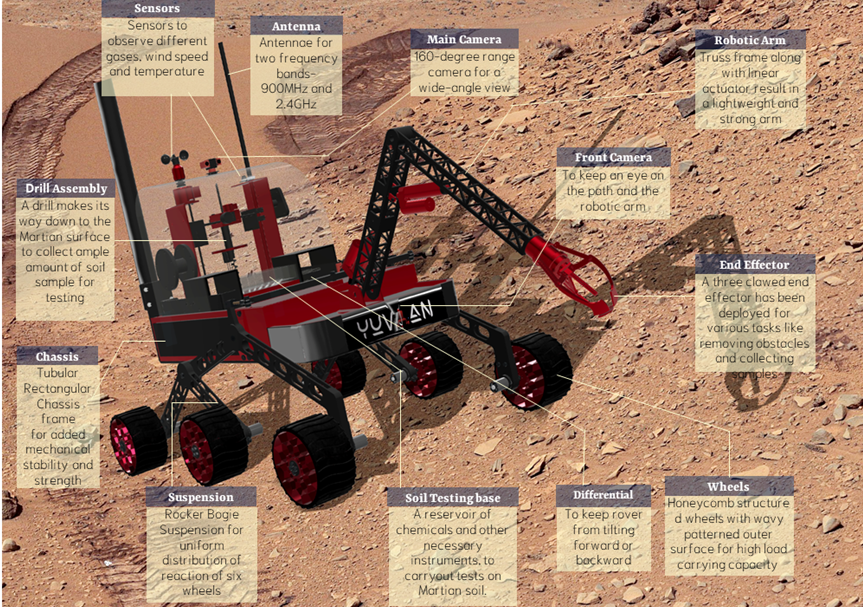 Sensors
Sensors to
observe different
gases, wind speed
and temperature
Antenna
Antennae for
two frequency
bands-
900MHz and
2.4GHz
Main Camera
160-degree range
camera for a
wide-angle view
Robotic Arm
Truss frame along
with linear
actuator result in
a lightweight and
strong arm
Front Camera
To keep an eye on
the path and the
robotic arm
Drill Assembly
A drill makes its
way down to the
Martian surface
to collect ample
amount of soil
sample for
testing
End Effector
A three clawed end
effector has been
deployed for
various tasks like
removing obstacles
and collecting
samples
YUVAAN
Chassis
Tubular
Rectangular
Chassis
frame
for added
mechanical
stability and
strength
Suspension
Rocker Bogie
Suspension for
uniform
distribution of
reaction of six
wheels
Soil Testing base
A reservoir of
chemicals and other
necessary
instruments, to
carryout tests on
Martian soil.
Differential
To keep rover
from tilting
forward or
backward
Wheels
Honeycomb structure
d wheels with wavy
patterned outer
surface for high load
carrying capacity